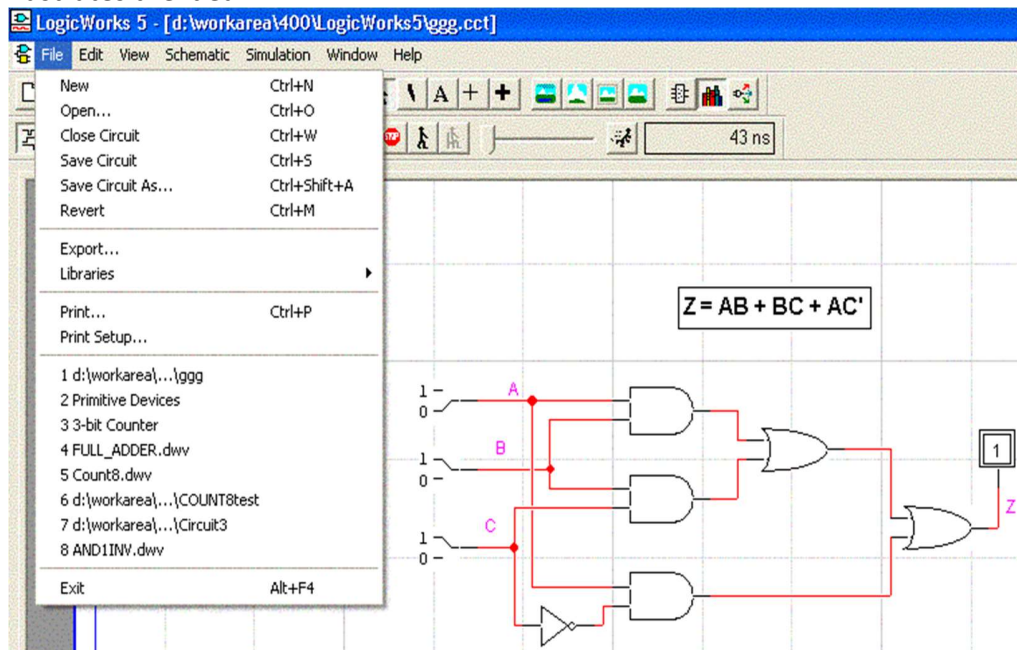 LogicWorks 5 - [d:\workarea\400\LogicWorks5\ggg.cct]
File Edit View Schematic Simulation Window Help
New Ctrl+N
Open... Ctrl+O
Close Circuit Ctrl+W
Save Circuit Ctrl+S
Save Circuit As... Ctrl+Shift+A
Revert Ctrl+M
Export...
Libraries
Print... Ctrl+P
Print Setup...
1 d:\workarea\...\ggg
2 Primitive Devices
3 3-bit Counter
4 FULL_ADDER.dwv
5 Count8.dwv
6 d:\workarea\...\COUNT8test
7 d:\workarea\...\Circuit3
8 AND1INV.dwv
Exit Alt+F4
A
STOP
43 ns
Z = AB + BC + AC'
1
0
A
1
0
B
1
0
C
1
Z